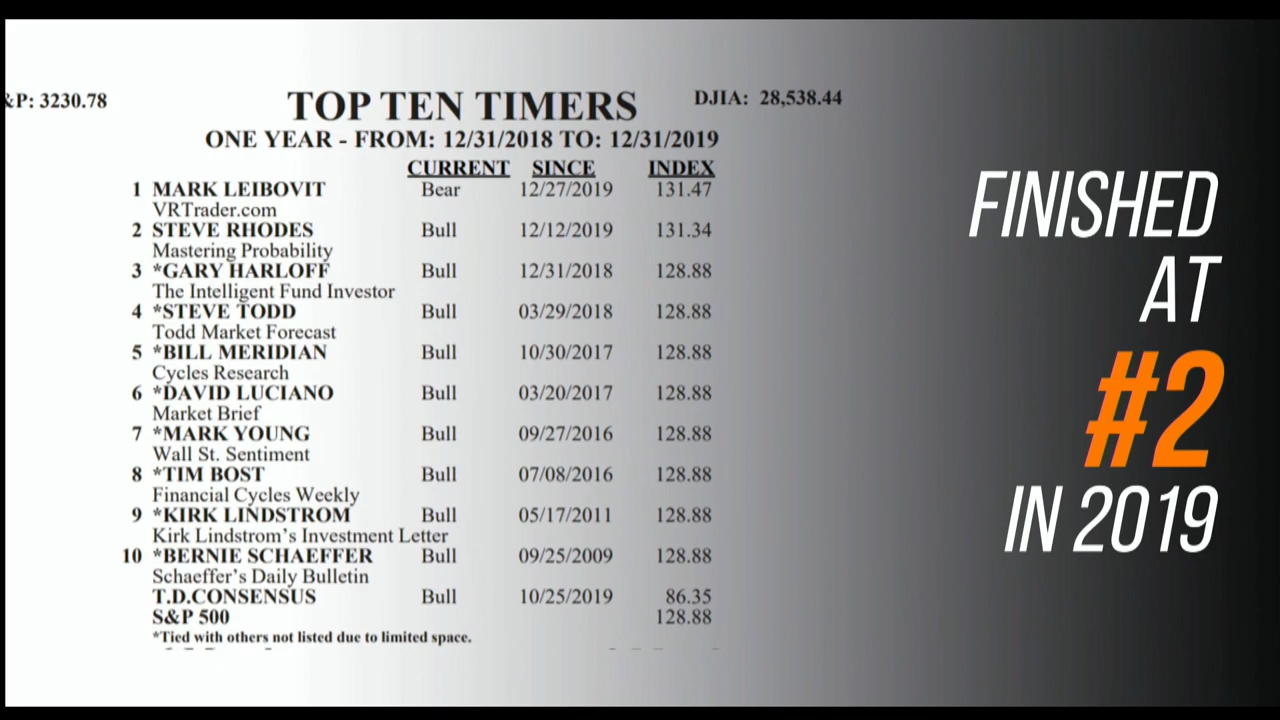 &P: 3230.78
TOP TEN TIMERS
DJIA: 28,538.44
ONE YEAR - FROM: 12/31/2018 TO: 12/31/2019
CURRENT SINCE INDEX
1 MARK LEIBOVIT Bear 12/27/2019 131.47
VRTrader.com
2 STEVE RHODES Bull 12/12/2019 131.34
Mastering Probability
3 *GARY HARLOFF Bull 12/31/2018 128.88
The Intelligent Fund Investor
4 *STEVE TODD Bull 03/29/2018 128.88
Todd Market Forecast
5 *BILL MERIDIAN Bull 10/30/2017 128.88
Cycles Research
6 *DAVID LUCIANO Bull 03/20/2017 128.88
Market Brief
7 *MARK YOUNG Bull 09/27/2016 128.88
Wall St. Sentiment
8 *TIM BOST Bull 07/08/2016 128.88
Financial Cycles Weekly
9 *KIRK LINDSTROM Bull 05/17/2011 128.88
Kirk Lindstrom's Investment Letter
10 *BERNIE SCHAEFFER Bull 09/25/2009 128.88
Schaeffer's Daily Bulletin
T.D.CONSENSUS Bull 10/25/2019 86.35
S&P 500 128.88
*Tied with others not listed due to limited space.
FINISHED
AT
#2
IN 2019